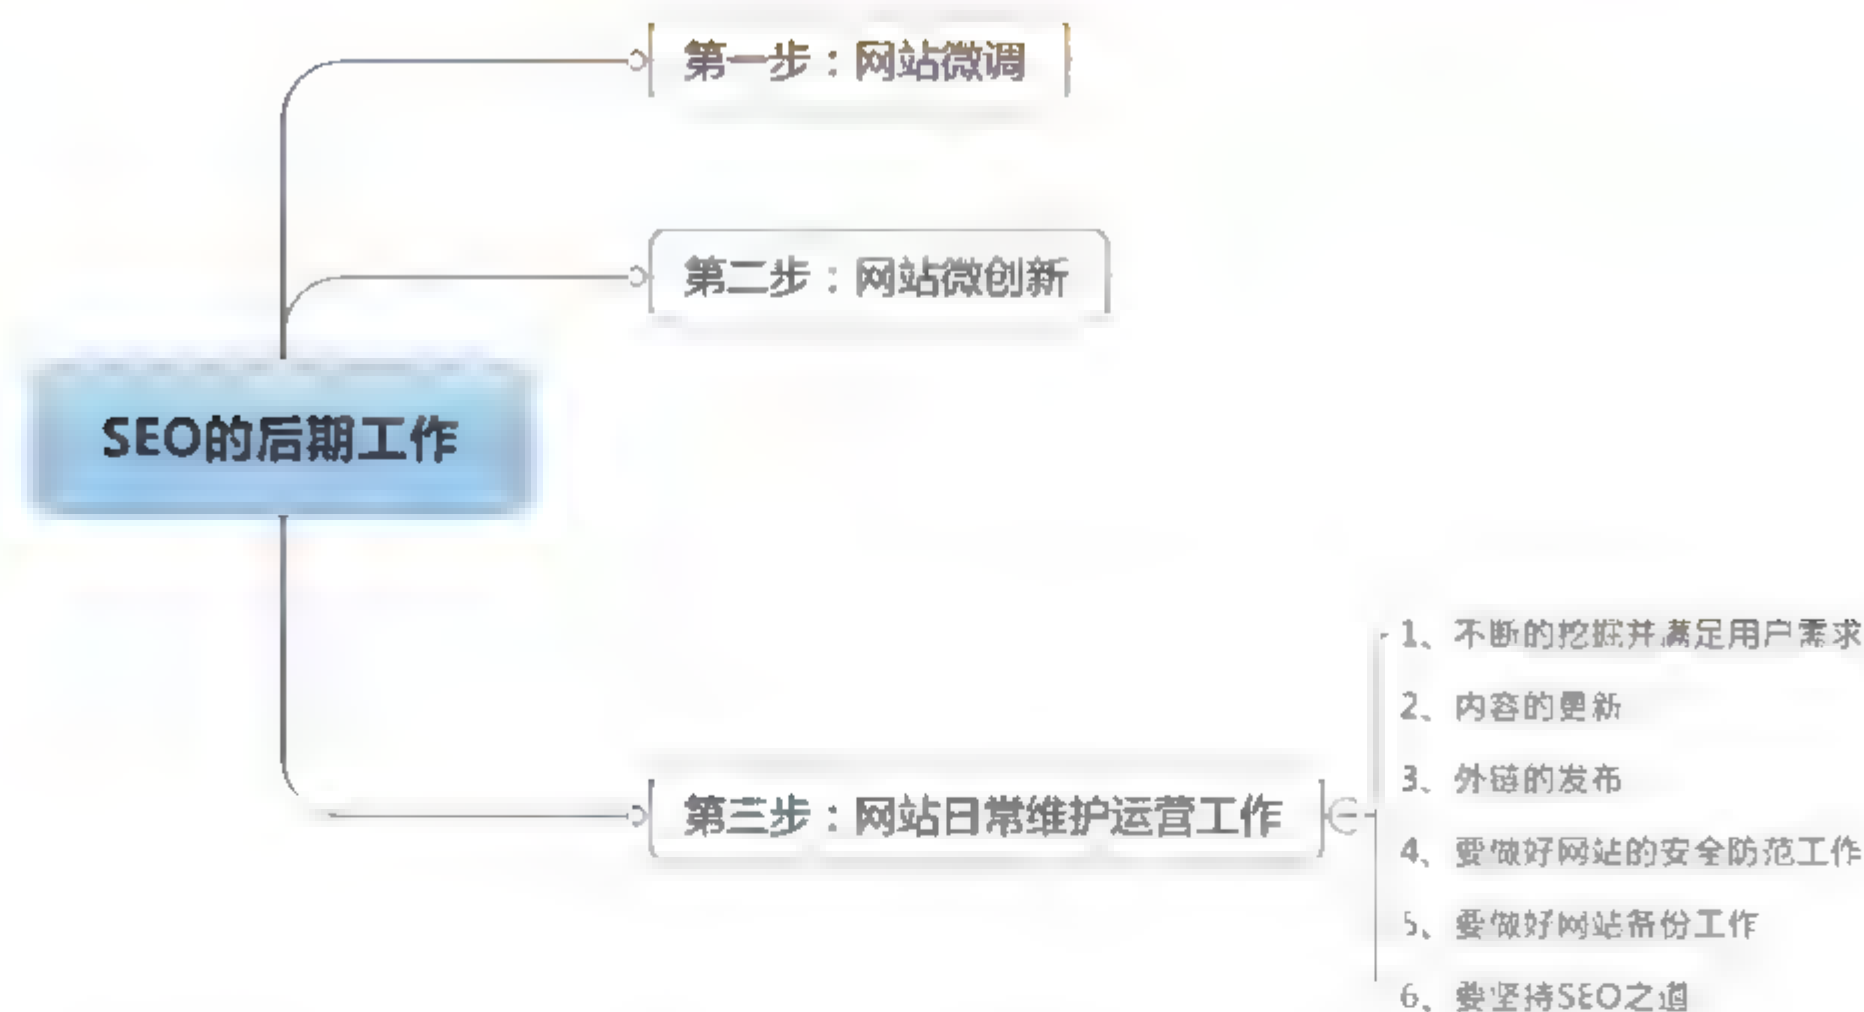 第一步：网站微调
第二步：网站微创新
SEO的后期工作
第三步：网站日常维护运营工作
1、不断的挖掘并满足用户需求
2、内容的更新
3、外链的发布
4、要做好网站的安全防范工作
5、要做好网站备份工作
6、要坚持SEO之道